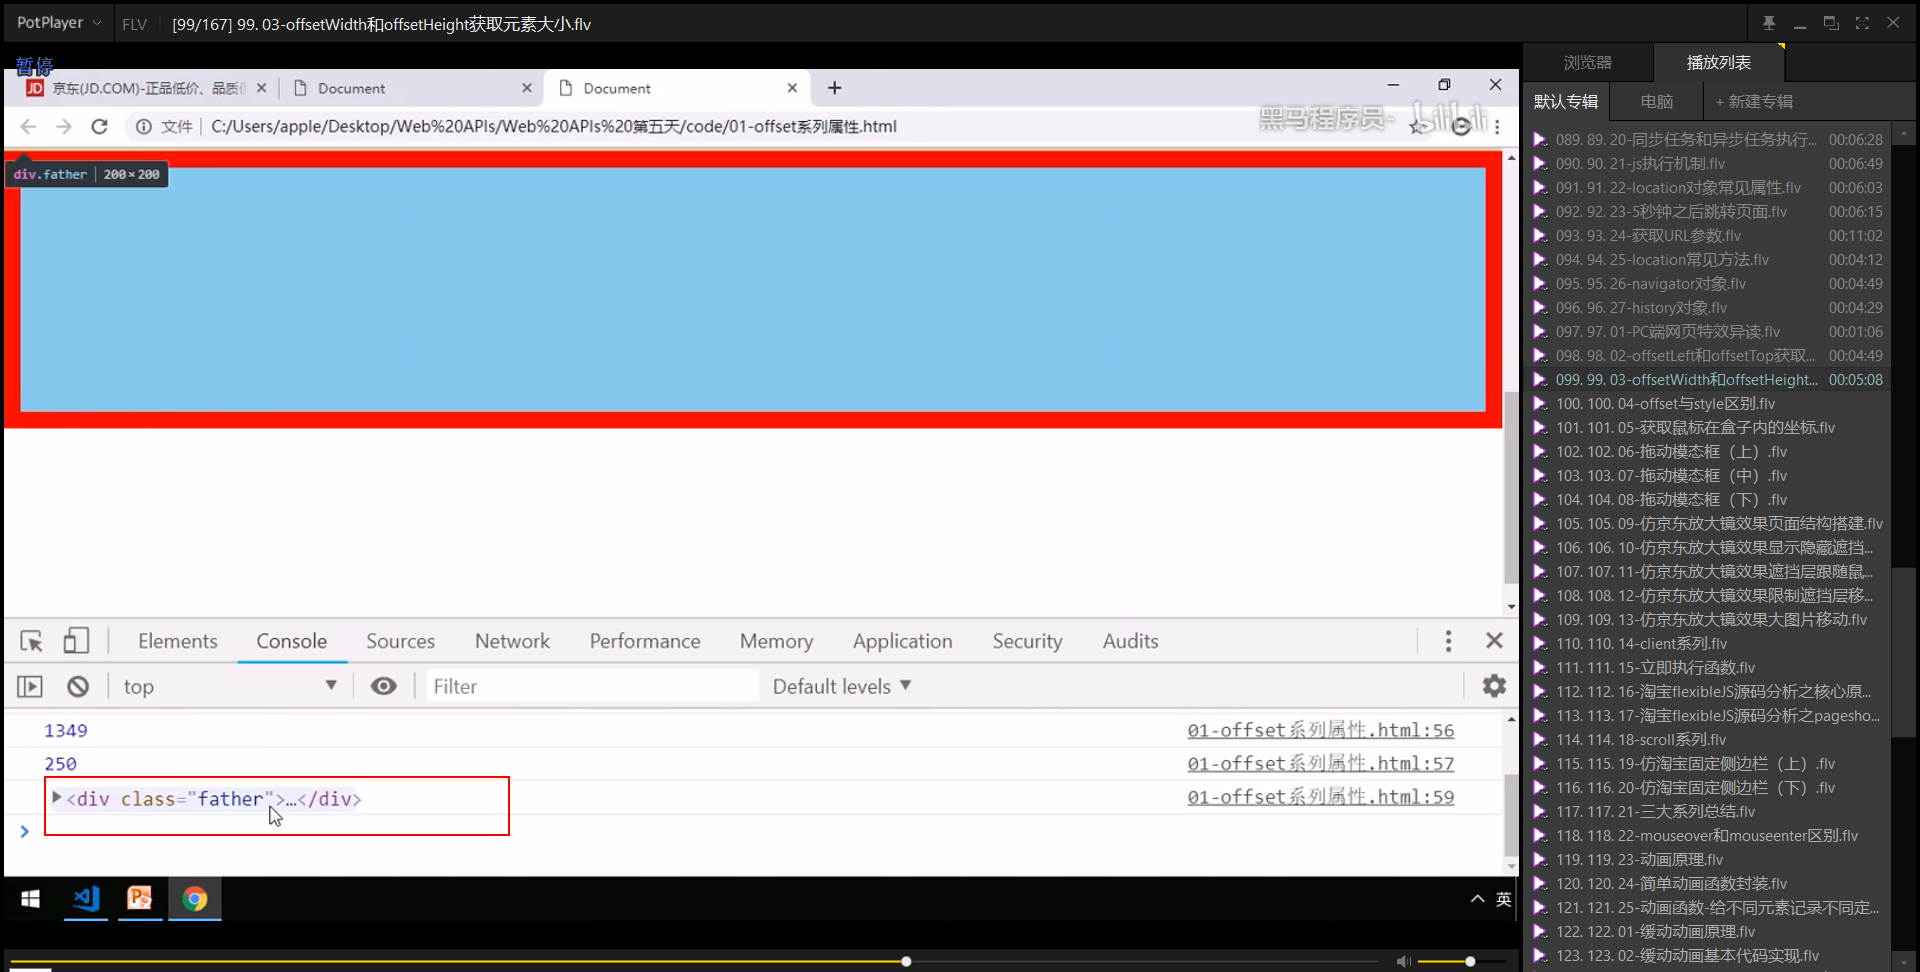 PotPlayer
FLV
[99/167] 99. 03-offsetWidth和offsetHeight获取元素大小.flv
暂停
京东(JD.COM)-正品低价、品质
Document
Document
文件 C:/Users/apple/Desktop/Web%20APIs/Web%20APIs%20第五天/code/01-offset系列属性.html
黑马程序员-
bilibili
div.father | 200×200
Elements
Console
Sources
Network
Performance
Memory
Application
Security
Audits
top
Filter
Default levels
1349
01-offset系列属性.html:56
250
01-offset系列属性.html:57
<div class="father">…</div>
01-offset系列属性.html:59
英
浏览器
播放列表
默认专辑
电脑
+ 新建专辑
089. 89. 20-同步任务和异步任务执行... 00:06:28
090. 90. 21-js执行机制.flv 00:06:49
091. 91. 22-location对象常见属性.flv 00:06:03
092. 92. 23-5秒钟之后跳转页面.flv 00:06:15
093. 93. 24-获取URL参数.flv 00:11:02
094. 94. 25-location常见方法.flv 00:04:12
095. 95. 26-navigator对象.flv 00:04:49
096. 96. 27-history对象.flv 00:04:29
097. 97. 01-PC端网页特效导读.flv 00:01:06
098. 98. 02-offsetLeft和offsetTop获取... 00:04:49
099. 99. 03-offsetWidth和offsetHeight... 00:05:08
100. 100. 04-offset与style区别.flv
101. 101. 05-获取鼠标在盒子内的坐标.flv
102. 102. 06-拖动模态框（上）.flv
103. 103. 07-拖动模态框（中）.flv
104. 104. 08-拖动模态框（下）.flv
105. 105. 09-仿京东放大镜效果页面结构搭建.flv
106. 106. 10-仿京东放大镜效果显示隐藏遮挡...
107. 107. 11-仿京东放大镜效果遮挡层跟随鼠...
108. 108. 12-仿京东放大镜效果限制遮挡层移...
109. 109. 13-仿京东放大镜效果大图片移动.flv
110. 110. 14-client系列.flv
111. 111. 15-立即执行函数.flv
112. 112. 16-淘宝flexibleJS源码分析之核心原...
113. 113. 17-淘宝flexibleJS源码分析之pagesho...
114. 114. 18-scroll系列.flv
115. 115. 19-仿淘宝固定侧边栏（上）.flv
116. 116. 20-仿淘宝固定侧边栏（下）.flv
117. 117. 21-三大系列总结.flv
118. 118. 22-mouseover和mouseenter区别.flv
119. 119. 23-动画原理.flv
120. 120. 24-简单动画函数封装.flv
121. 121. 25-动画函数-给不同元素记录不同定...
122. 122. 01-缓动动画原理.flv
123. 123. 02-缓动动画基本代码实现.flv